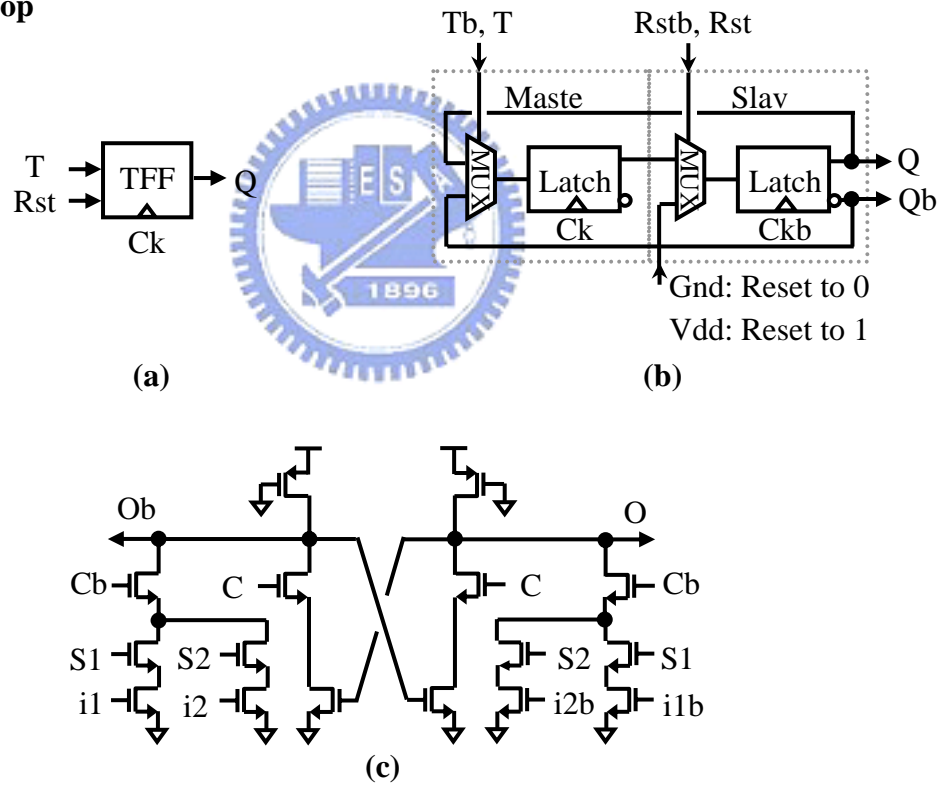 op
Tb, T
Rstb, Rst
Maste
Slav
T
Rst
TFF
Q
Ck
MUX
Latch
Ck
MUX
Latch
Ckb
Q
Qb
Gnd: Reset to 0
Vdd: Reset to 1
E S A
1896
(a)
(b)
Ob
O
Cb
C
C
Cb
S1
S2
S2
S1
i1
i2
i2b
i1b
(c)